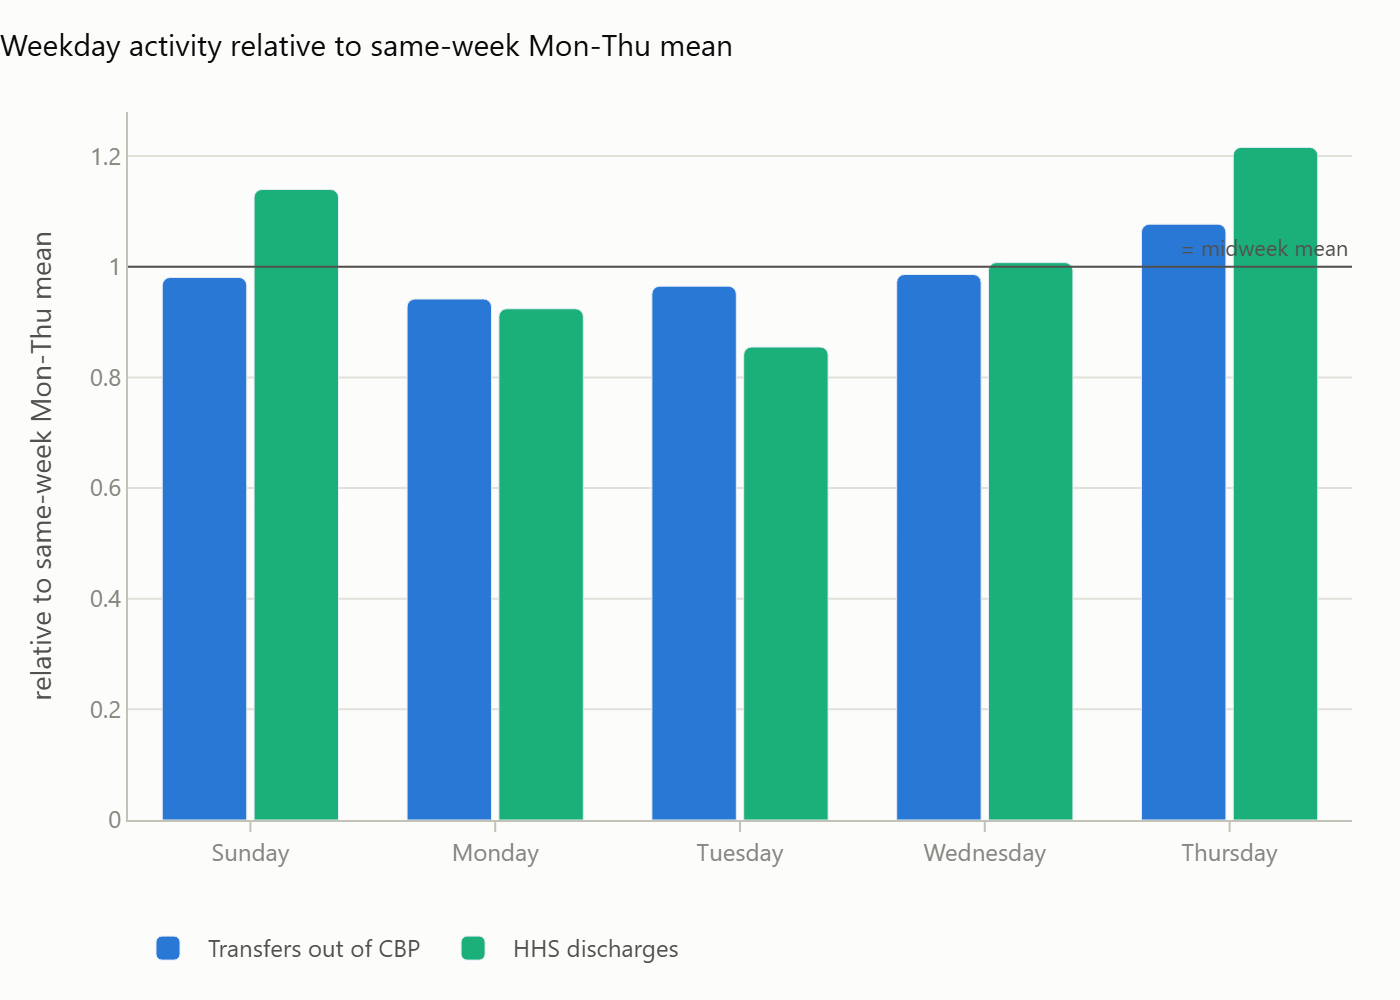 Weekday activity relative to same-week Mon-Thu mean
relative to same-week Mon-Thu mean
1.2
1
0.8
0.6
0.4
0.2
0
= midweek mean
Sunday
Monday
Tuesday
Wednesday
Thursday
Transfers out of CBP
HHS discharges